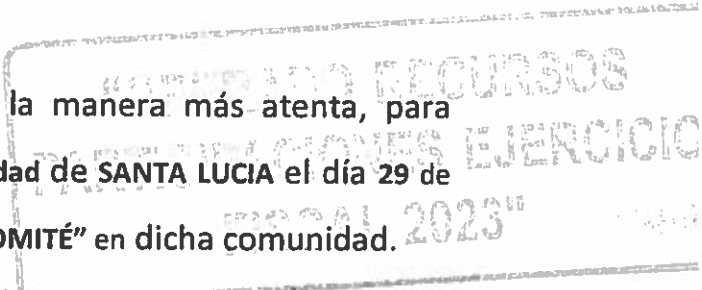 RECURSOS
la manera más atenta, para
EJERCICIO
dad de SANTA LUCIA el día 29 de
2023"
OMITÉ" en dicha comunidad.